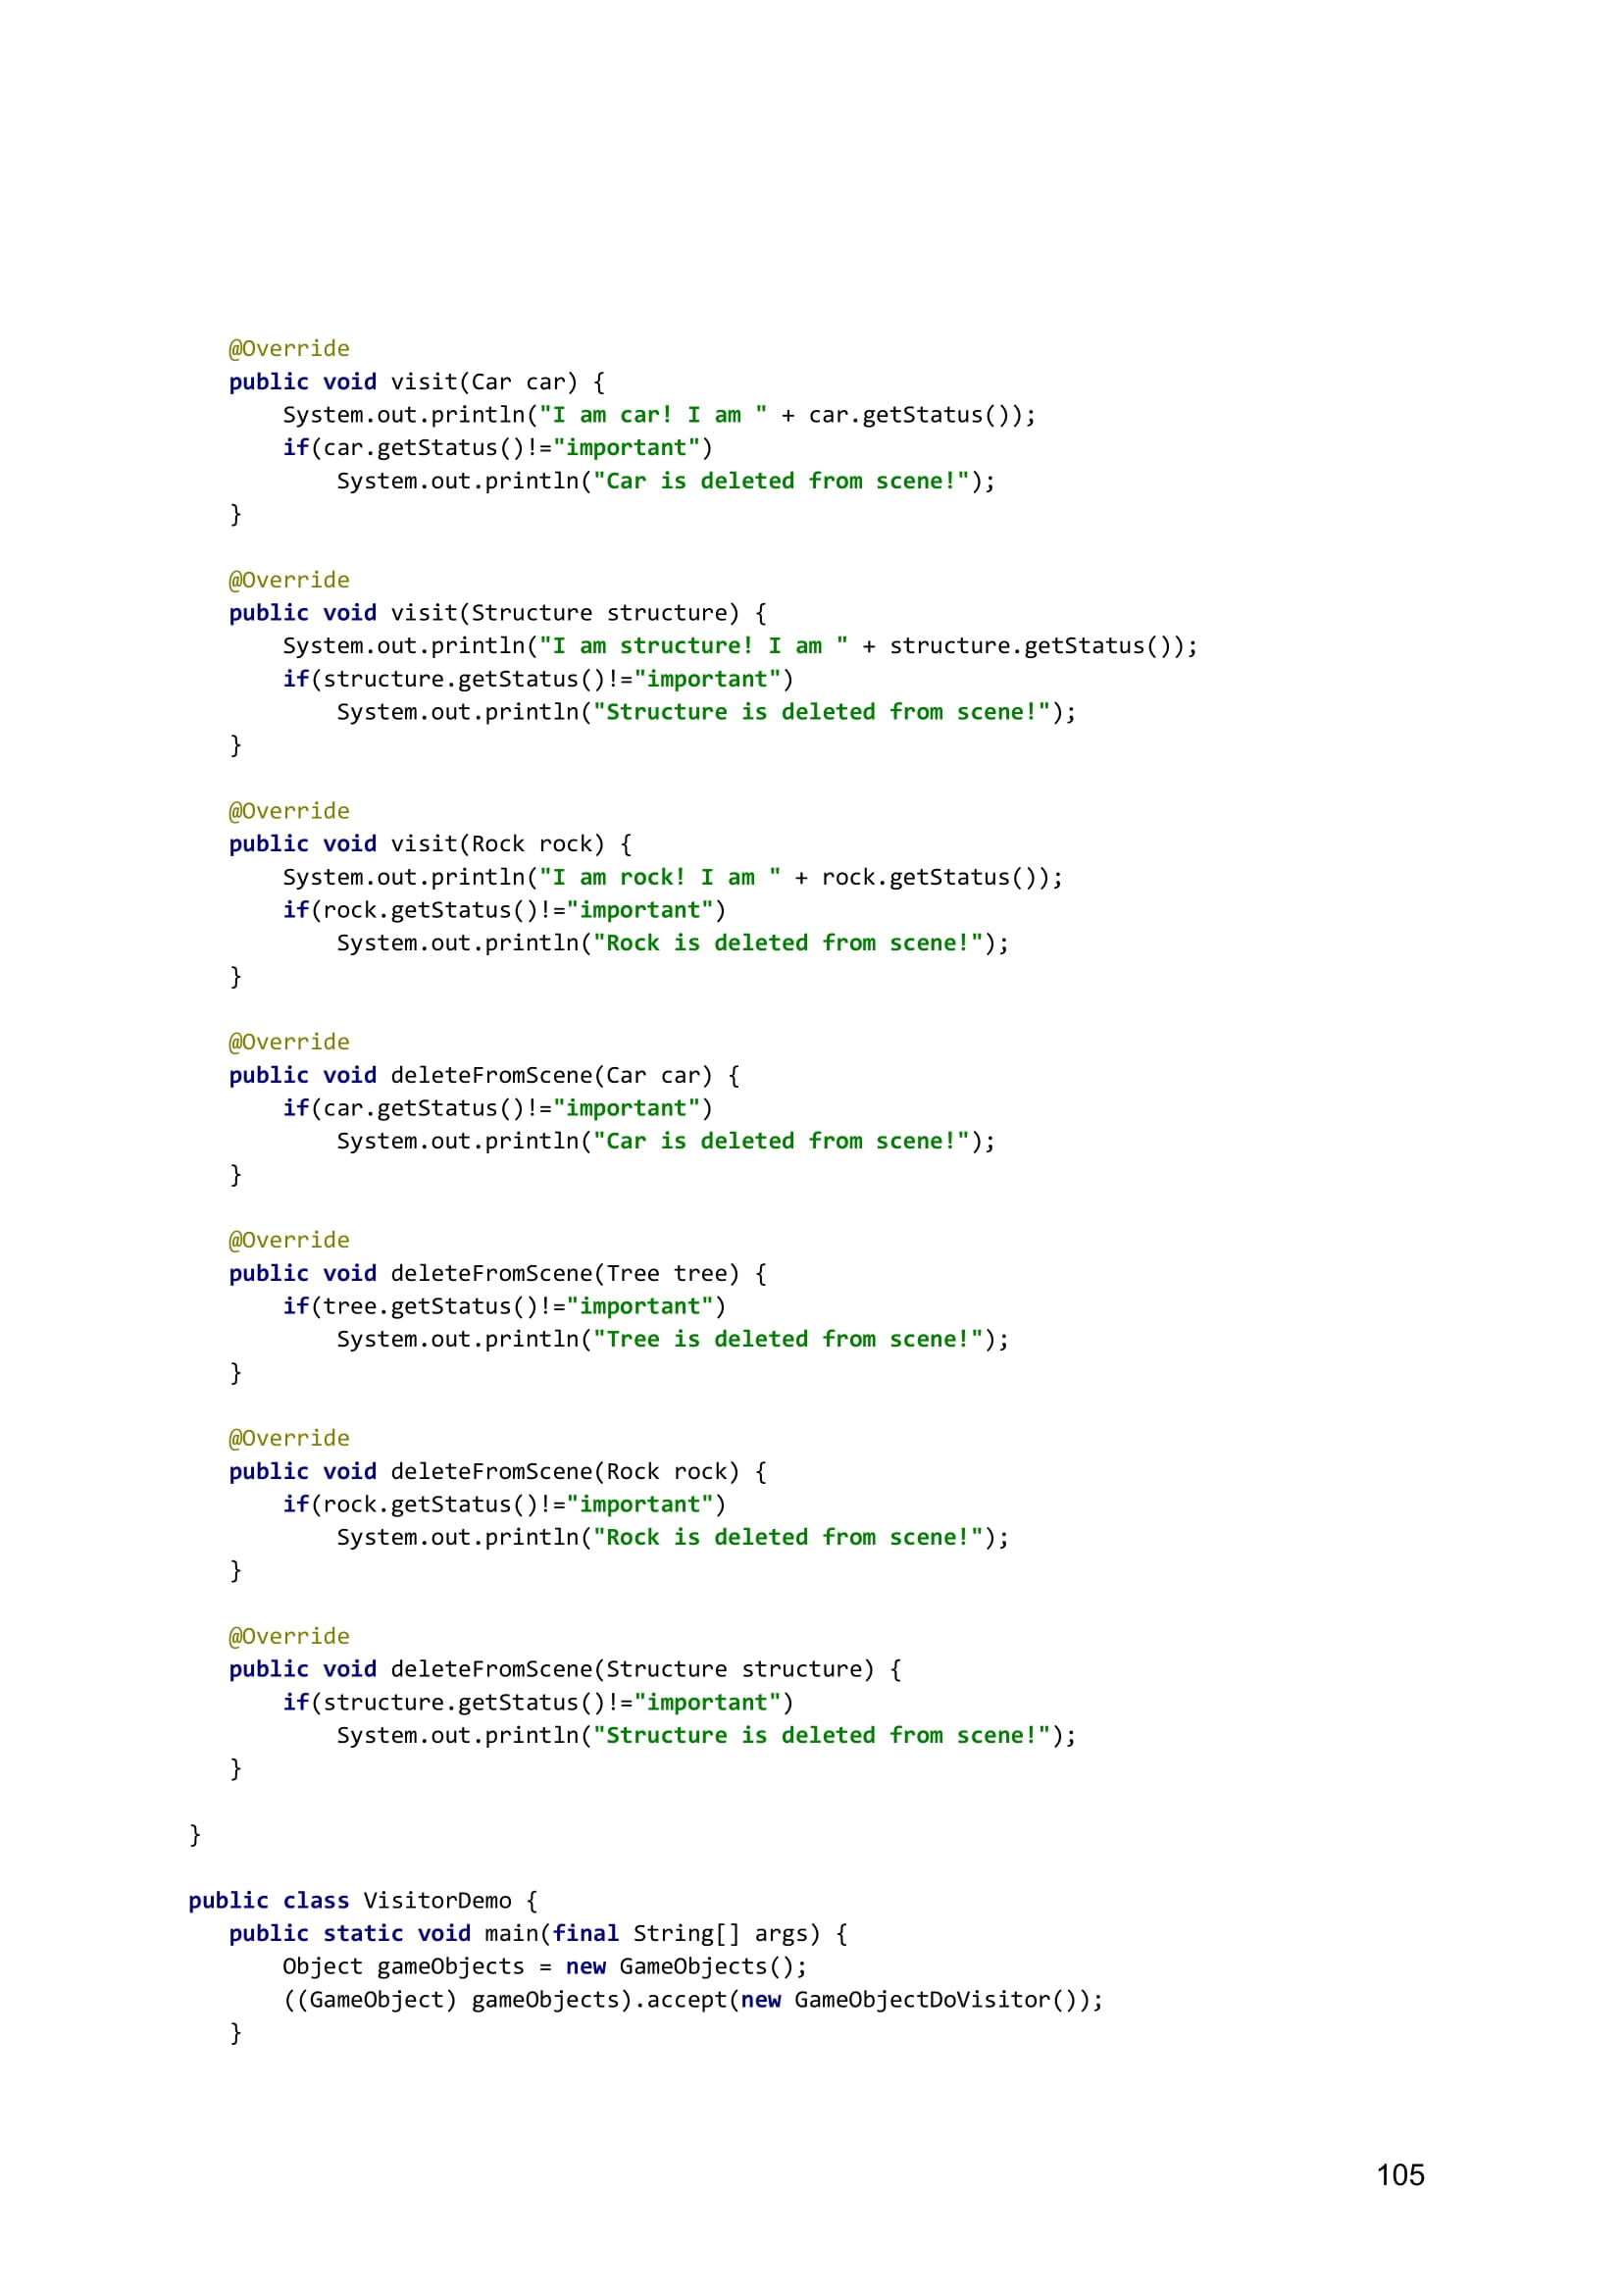 @Override
public void visit(Car car) {
System.out.println("I am car! I am " + car.getStatus());
if(car.getStatus()!="important")
System.out.println("Car is deleted from scene!");
}
@Override
public void visit(Structure structure) {
System.out.println("I am structure! I am " + structure.getStatus());
if(structure.getStatus()!="important")
System.out.println("Structure is deleted from scene!");
}
@Override
public void visit(Rock rock) {
System.out.println("I am rock! I am " + rock.getStatus());
if(rock.getStatus()!="important")
System.out.println("Rock is deleted from scene!");
}
@Override
public void deleteFromScene(Car car) {
if(car.getStatus()!="important")
System.out.println("Car is deleted from scene!");
}
@Override
public void deleteFromScene(Tree tree) {
if(tree.getStatus()!="important")
System.out.println("Tree is deleted from scene!");
}
@Override
public void deleteFromScene(Rock rock) {
if(rock.getStatus()!="important")
System.out.println("Rock is deleted from scene!");
}
@Override
public void deleteFromScene(Structure structure) {
if(structure.getStatus()!="important")
System.out.println("Structure is deleted from scene!");
}
}
public class VisitorDemo {
public static void main(final String[] args) {
Object gameObjects = new GameObjects();
((GameObject) gameObjects).accept(new GameObjectDoVisitor());
}
105